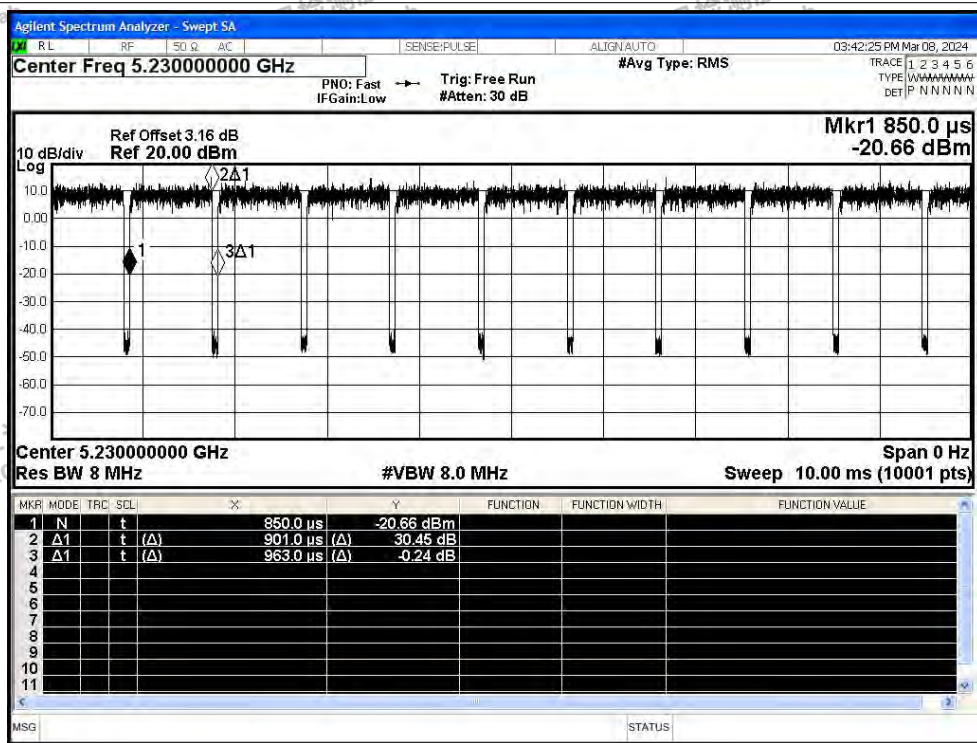 Agilent Spectrum Analyzer - Swept SA
RL RF 50 Ω AC SENSE:PULSE ALIGN AUTO 03:42:25 PM Mar 08, 2024
Center Freq 5.230000000 GHz #Avg Type: RMS TRACE 1 2 3 4 5 6
PNO: Fast Trig: Free Run TYPE WWWWWW
IFGain:Low #Atten: 30 dB DET P N N N N N
Mkr1 850.0 µs
Ref Offset 3.16 dB
10 dB/div Ref 20.00 dBm -20.66 dBm
Log
10.0
0.00
-10.0
-20.0
-30.0
-40.0
-50.0
-60.0
-70.0
2Δ1
1
3Δ1
Center 5.230000000 GHz Span 0 Hz
Res BW 8 MHz #VBW 8.0 MHz Sweep 10.00 ms (10001 pts)
MKR MODE TRC SCL X Y FUNCTION FUNCTION WIDTH FUNCTION VALUE
1 N t 850.0 µs -20.66 dBm
2 Δ1 t (Δ) 901.0 µs (Δ) 30.45 dB
3 Δ1 t (Δ) 963.0 µs (Δ) -0.24 dB
4
5
6
7
8
9
10
11
MSG STATUS